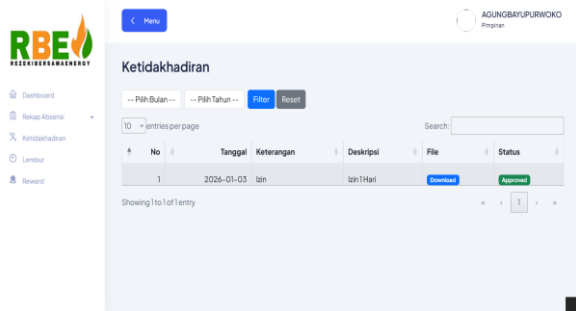 RBE
REZEKIBERSAMAENERGY
Dashboard
Rekap Absensi
Ketidakhadiran
Lembur
Reward
Menu
AGUNGBAYUPURWOKO
Pimpinan
Ketidakhadiran
-- Pilih Bulan -- -- Pilih Tahun -- Filter Reset
10 entries per page Search:
No Tanggal Keterangan Deskripsi File Status
1 2026-01-03 Izin Izin 1 Hari Download Approved
Showing 1 to 1 of 1 entry « ‹ 1 › »